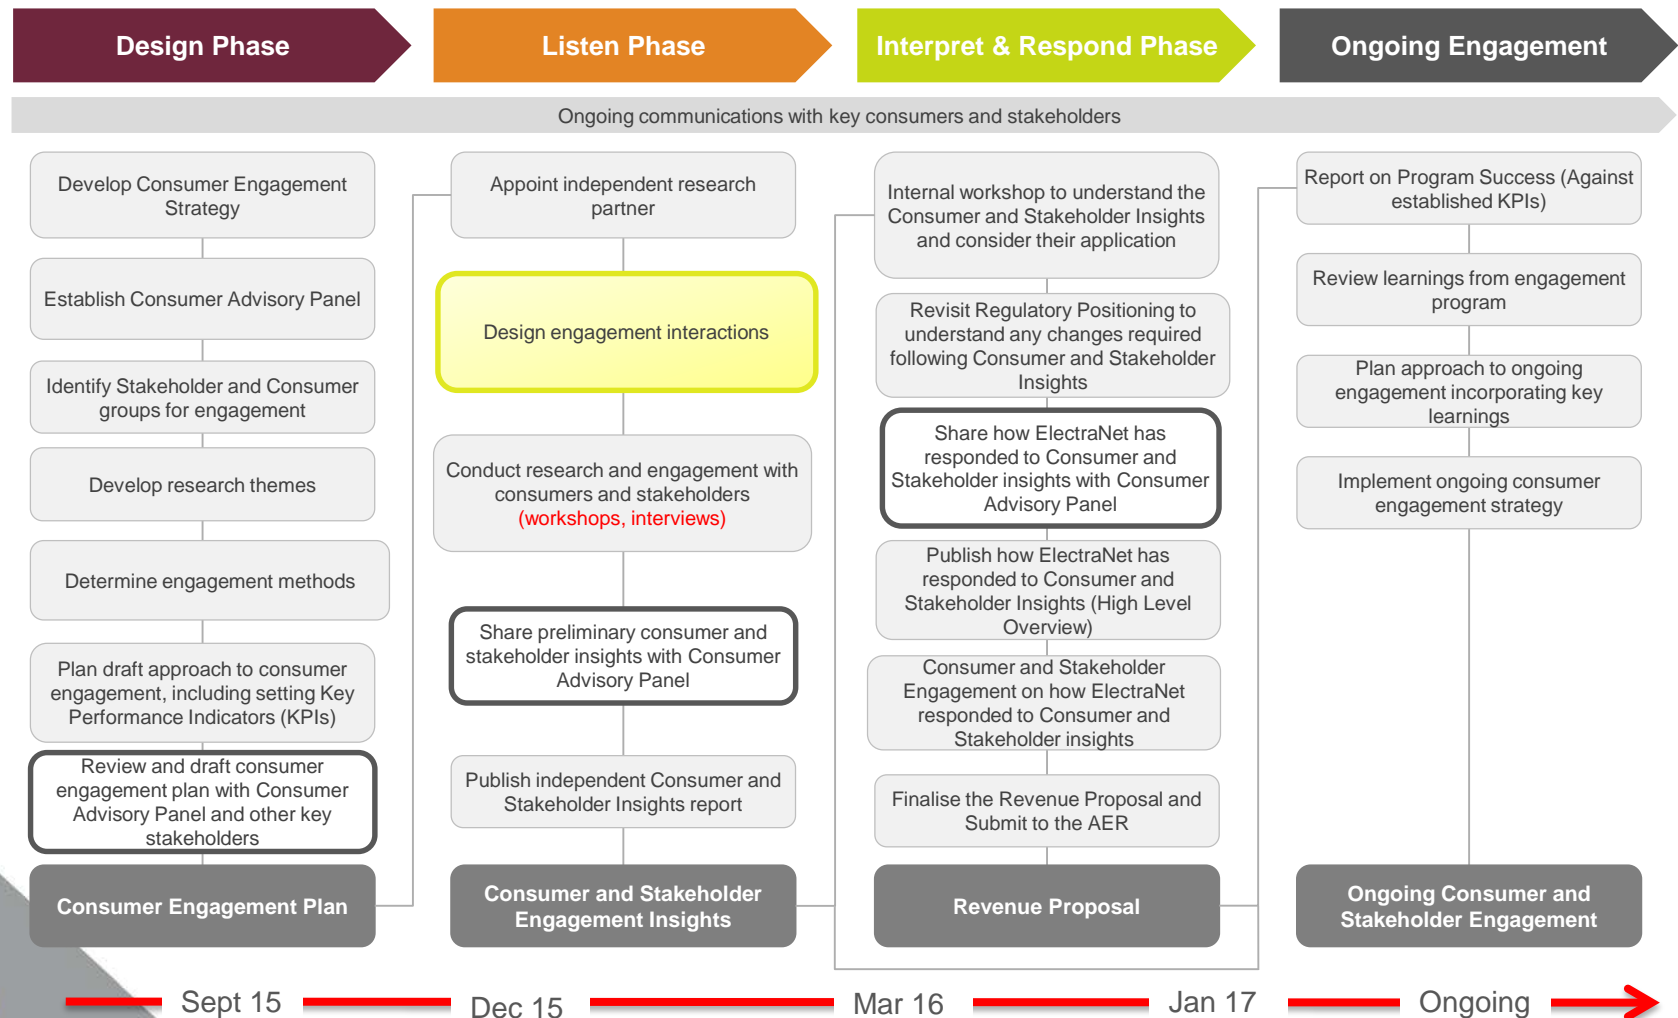 Design Phase
Listen Phase
Interpret & Respond Phase
Ongoing Engagement
Ongoing communications with key consumers and stakeholders
Develop Consumer Engagement
Strategy
Establish Consumer Advisory Panel
Identify Stakeholder and Consumer
groups for engagement
Develop research themes
Determine engagement methods
Plan draft approach to consumer
engagement, including setting Key
Performance Indicators (KPIs)
Review and draft consumer
engagement plan with Consumer
Advisory Panel and other key
stakeholders
Consumer Engagement Plan
Appoint independent research
partner
Design engagement interactions
Conduct research and engagement with
consumers and stakeholders
(workshops, interviews)
Share preliminary consumer and
stakeholder insights with Consumer
Advisory Panel
Publish independent Consumer and
Stakeholder Insights report
Consumer and Stakeholder
Engagement Insights
Internal workshop to understand the
Consumer and Stakeholder Insights
and consider their application
Revisit Regulatory Positioning to
understand any changes required
following Consumer and Stakeholder
Insights
Share how ElectraNet has
responded to Consumer and
Stakeholder insights with Consumer
Advisory Panel
Publish how ElectraNet has
responded to Consumer and
Stakeholder Insights (High Level
Overview)
Consumer and Stakeholder
Engagement on how ElectraNet
responded to Consumer and
Stakeholder insights
Finalise the Revenue Proposal and
Submit to the AER
Revenue Proposal
Report on Program Success (Against
established KPIs)
Review learnings from engagement
program
Plan approach to ongoing
engagement incorporating key
learnings
Implement ongoing consumer
engagement strategy
Ongoing Consumer and
Stakeholder Engagement
Sept 15
Dec 15
Mar 16
Jan 17
Ongoing